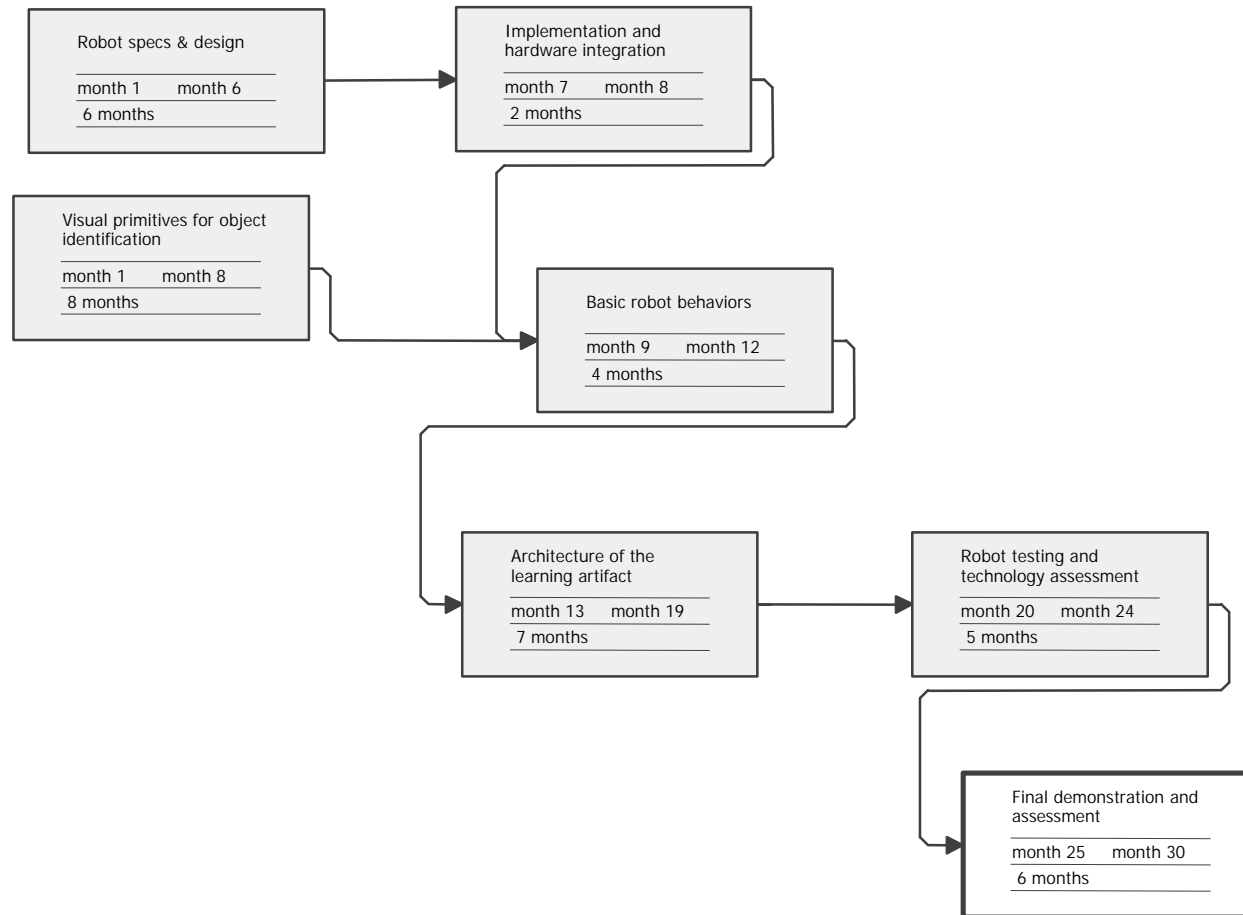 Robot specs & design
month 1 month 6
6 months
Implementation and
hardware integration
month 7 month 8
2 months
Visual primitives for object
identification
month 1 month 8
8 months
Basic robot behaviors
month 9 month 12
4 months
Architecture of the
learning artifact
month 13 month 19
7 months
Robot testing and
technology assessment
month 20 month 24
5 months
Final demonstration and
assessment
month 25 month 30
6 months